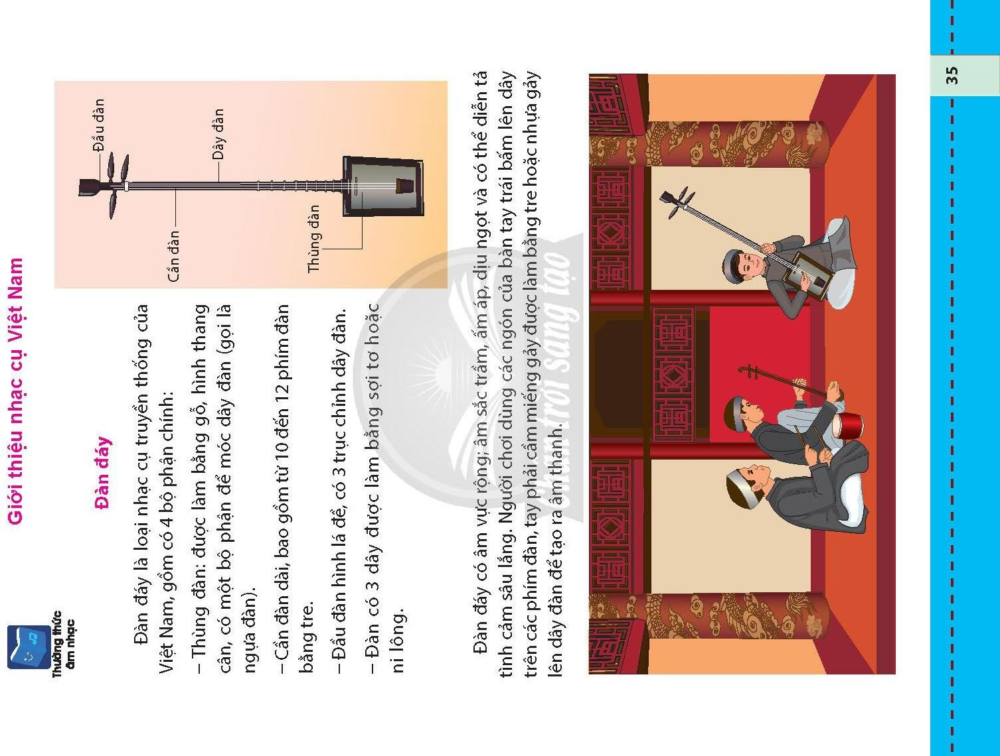 Thường thức
âm nhạc
Giới thiệu nhạc cụ Việt Nam
Đàn đáy
Đàn đáy là loại nhạc cụ truyền thống của
Việt Nam, gồm có 4 bộ phận chính:
– Thùng đàn: được làm bằng gỗ, hình thang
cân, có một bộ phận để móc dây đàn (gọi là
ngựa đàn).
– Cần đàn dài, bao gồm từ 10 đến 12 phím đàn
bằng tre.
– Đầu đàn hình lá đề, có 3 trục chỉnh dây đàn.
– Đàn có 3 dây được làm bằng sợi tơ hoặc
ni lông.
Đầu đàn
Cần đàn
Dây đàn
Thùng đàn
Đàn đáy có âm vực rộng; âm sắc trầm, ấm áp, dịu ngọt và có thể diễn tả
tình cảm sâu lắng. Người chơi dùng các ngón của bàn tay trái bấm lên dây
trên các phím đàn, tay phải cầm miếng gảy được làm bằng tre hoặc nhựa gảy
lên dây đàn để tạo ra âm thanh.
Chân trời sáng tạo
35